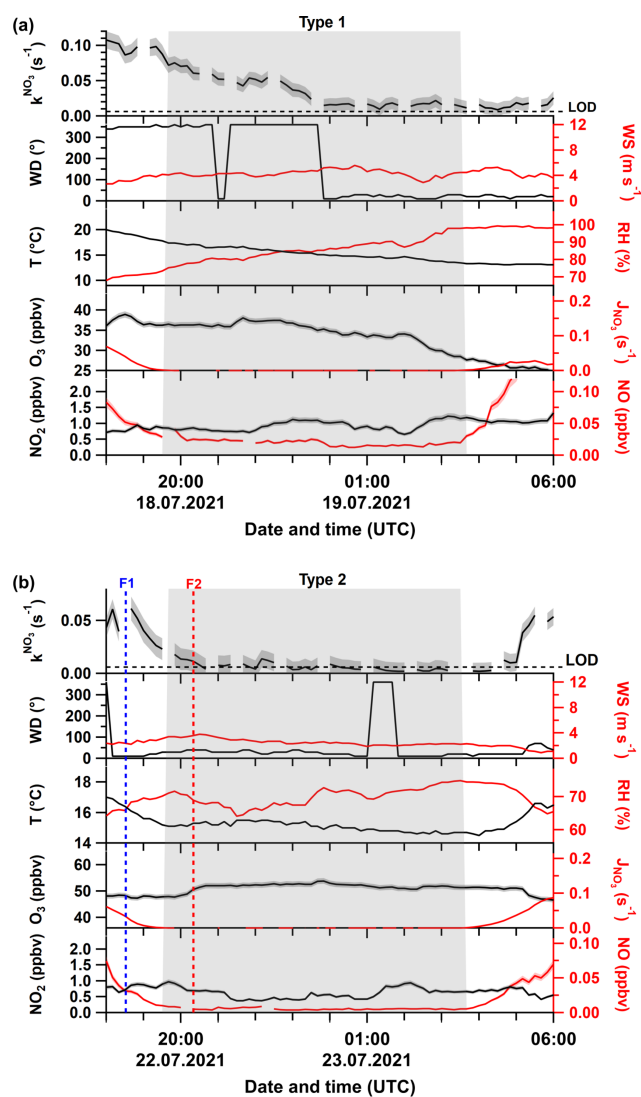 (a)
Type 1
0.10
0.05
0.00
k^NO₃ (s⁻¹)
LOD
300
200
100
0
WD (°)
12
8
4
0
WS (m s⁻¹)
20
15
10
T (°C)
100
90
80
70
RH (%)
40
35
30
25
O₃ (ppbv)
0.2
0.1
0.0
J_NO₃ (s⁻¹)
2.0
1.5
1.0
0.5
0.0
NO₂ (ppbv)
0.10
0.05
0.00
NO (ppbv)
20:00
18.07.2021
01:00
19.07.2021
06:00
Date and time (UTC)
(b)
Type 2
F1
F2
0.05
0.00
k^NO₃ (s⁻¹)
LOD
300
200
100
0
WD (°)
12
8
4
0
WS (m s⁻¹)
18
16
14
T (°C)
70
60
RH (%)
60
50
40
O₃ (ppbv)
0.2
0.1
0.0
J_NO₃ (s⁻¹)
2.0
1.5
1.0
0.5
0.0
NO₂ (ppbv)
0.10
0.05
0.00
NO (ppbv)
20:00
22.07.2021
01:00
23.07.2021
06:00
Date and time (UTC)